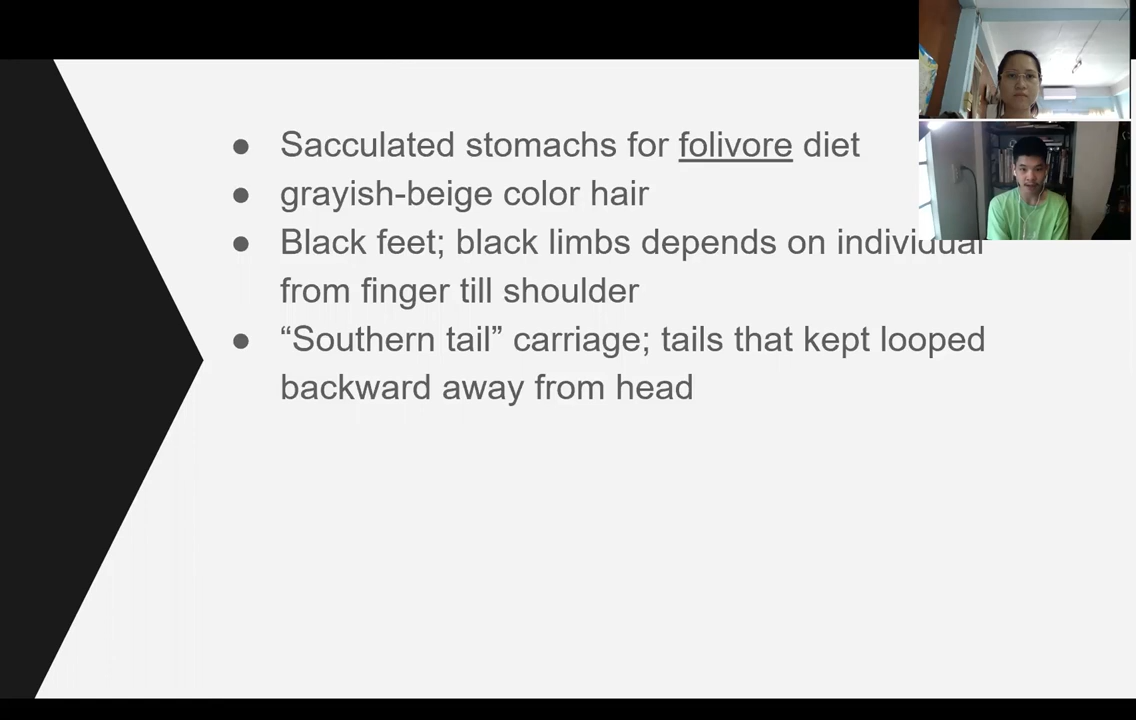 ● Sacculated stomachs for folivore diet
● grayish-beige color hair
● Black feet; black limbs depends on individual
from finger till shoulder
● “Southern tail” carriage; tails that kept looped
backward away from head